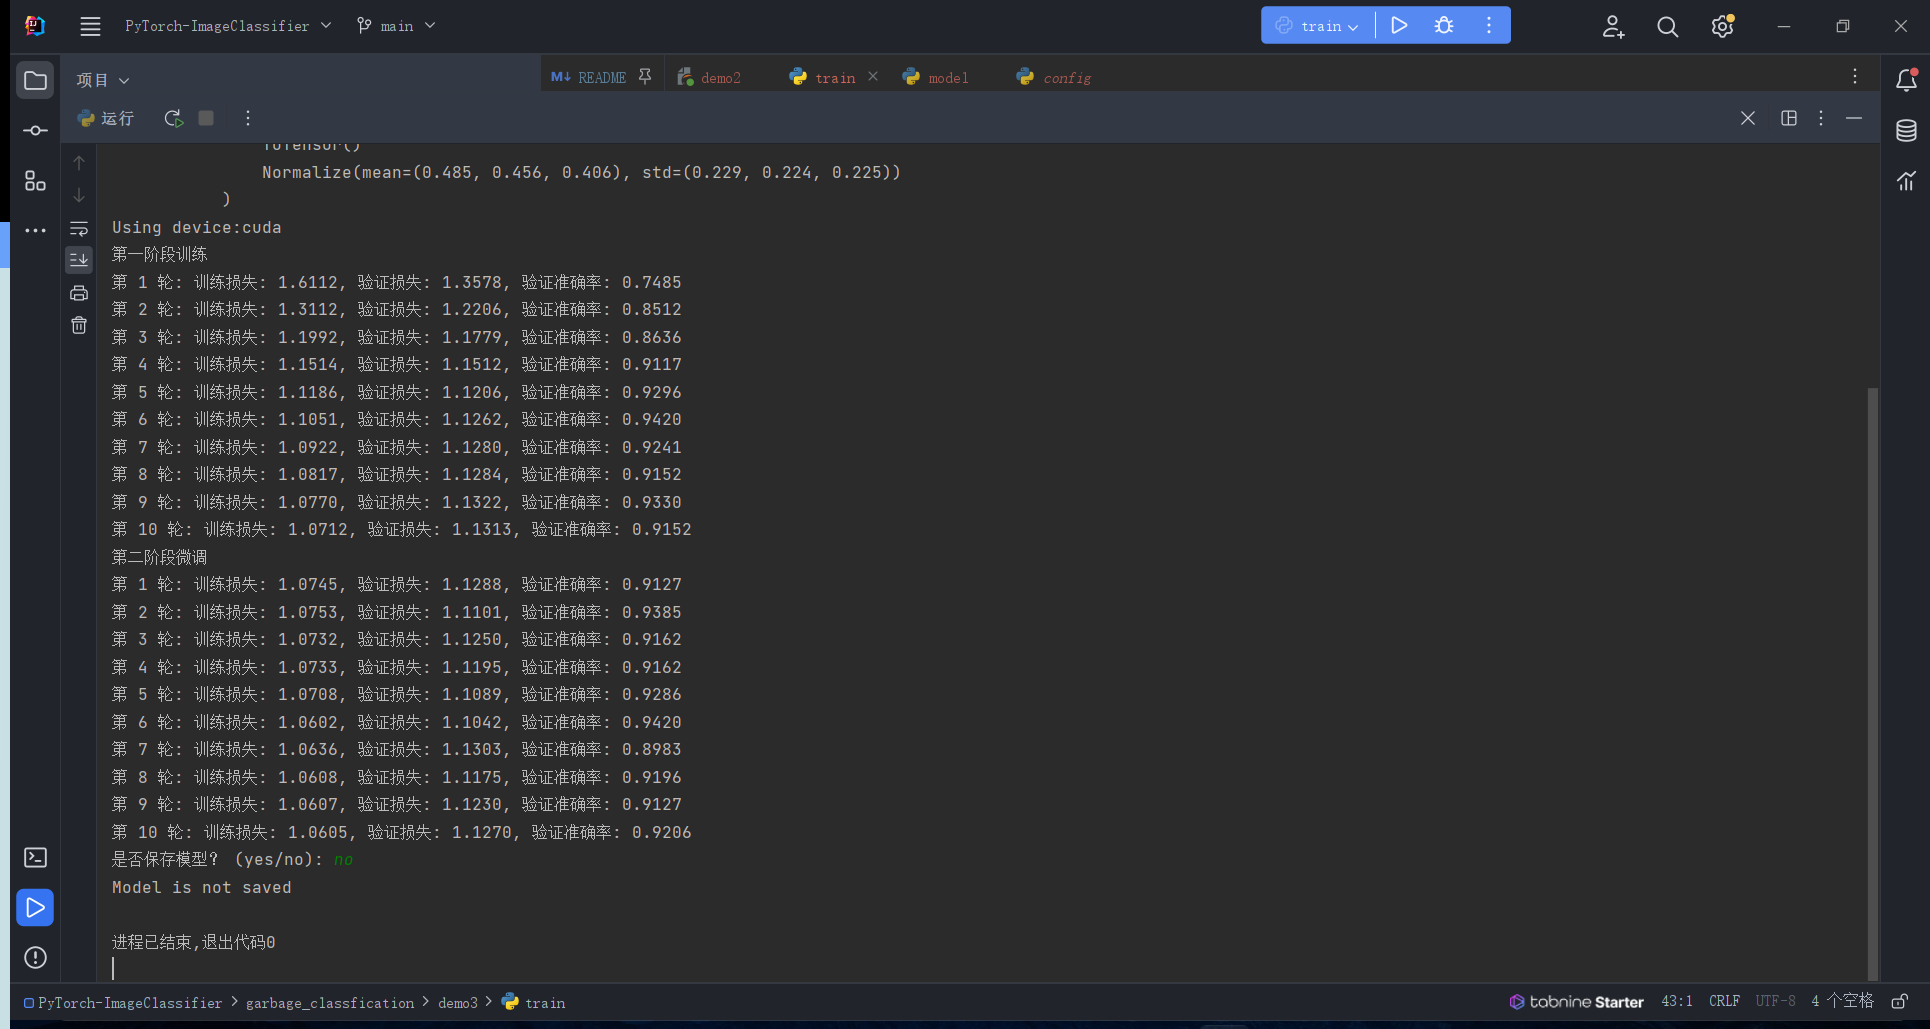 PyTorch-ImageClassifier
main
train
项目
README
demo2
train
model
config
运行
ToTensor()
Normalize(mean=(0.485, 0.456, 0.406), std=(0.229, 0.224, 0.225))
)
Using device:cuda
第一阶段训练
第 1 轮: 训练损失: 1.6112, 验证损失: 1.3578, 验证准确率: 0.7485
第 2 轮: 训练损失: 1.3112, 验证损失: 1.2206, 验证准确率: 0.8512
第 3 轮: 训练损失: 1.1992, 验证损失: 1.1779, 验证准确率: 0.8636
第 4 轮: 训练损失: 1.1514, 验证损失: 1.1512, 验证准确率: 0.9117
第 5 轮: 训练损失: 1.1186, 验证损失: 1.1206, 验证准确率: 0.9296
第 6 轮: 训练损失: 1.1051, 验证损失: 1.1262, 验证准确率: 0.9420
第 7 轮: 训练损失: 1.0922, 验证损失: 1.1280, 验证准确率: 0.9241
第 8 轮: 训练损失: 1.0817, 验证损失: 1.1284, 验证准确率: 0.9152
第 9 轮: 训练损失: 1.0770, 验证损失: 1.1322, 验证准确率: 0.9330
第 10 轮: 训练损失: 1.0712, 验证损失: 1.1313, 验证准确率: 0.9152
第二阶段微调
第 1 轮: 训练损失: 1.0745, 验证损失: 1.1288, 验证准确率: 0.9127
第 2 轮: 训练损失: 1.0753, 验证损失: 1.1101, 验证准确率: 0.9385
第 3 轮: 训练损失: 1.0732, 验证损失: 1.1250, 验证准确率: 0.9162
第 4 轮: 训练损失: 1.0733, 验证损失: 1.1195, 验证准确率: 0.9162
第 5 轮: 训练损失: 1.0708, 验证损失: 1.1089, 验证准确率: 0.9286
第 6 轮: 训练损失: 1.0602, 验证损失: 1.1042, 验证准确率: 0.9420
第 7 轮: 训练损失: 1.0636, 验证损失: 1.1303, 验证准确率: 0.8983
第 8 轮: 训练损失: 1.0608, 验证损失: 1.1175, 验证准确率: 0.9196
第 9 轮: 训练损失: 1.0607, 验证损失: 1.1230, 验证准确率: 0.9127
第 10 轮: 训练损失: 1.0605, 验证损失: 1.1270, 验证准确率: 0.9206
是否保存模型? (yes/no): no
Model is not saved
进程已结束,退出代码0
PyTorch-ImageClassifier > garbage_classfication > demo3 > train
tabnine Starter
43:1
CRLF
UTF-8
4 个空格